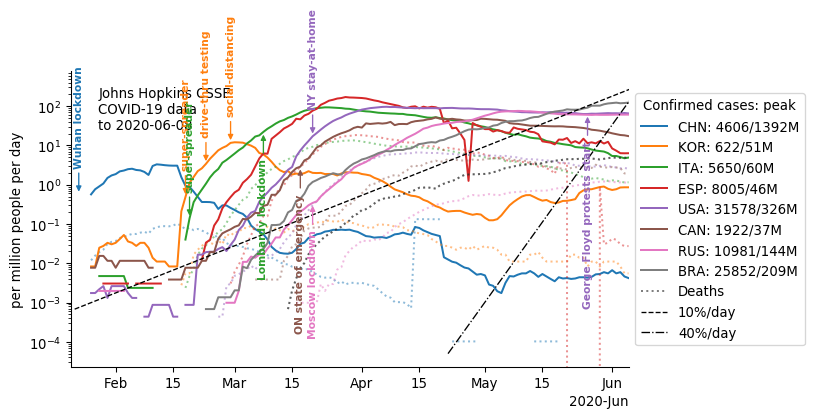 Wuhan lockdown
super-spreader
super-spreader
drive-thru testing
social-distancing
NY stay-at-home
Johns Hopkins CSSE
COVID-19 data
to 2020-06-04
Lombardy lockdown
ON state of emergency
Moscow lockdown
George Floyd protests start
per million people per day
10²
10¹
10⁰
10⁻¹
10⁻²
10⁻³
10⁻⁴
Feb 15 Mar 15 Apr 15 May 15 Jun
2020-Jun
Confirmed cases: peak
CHN: 4606/1392M
KOR: 622/51M
ITA: 5650/60M
ESP: 8005/46M
USA: 31578/326M
CAN: 1922/37M
RUS: 10981/144M
BRA: 25852/209M
Deaths
10%/day
40%/day